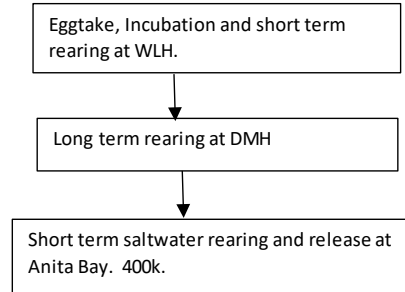 Eggtake, Incubation and short term
rearing at WLH.
Long term rearing at DMH
Short term saltwater rearing and release at
Anita Bay.  400k.